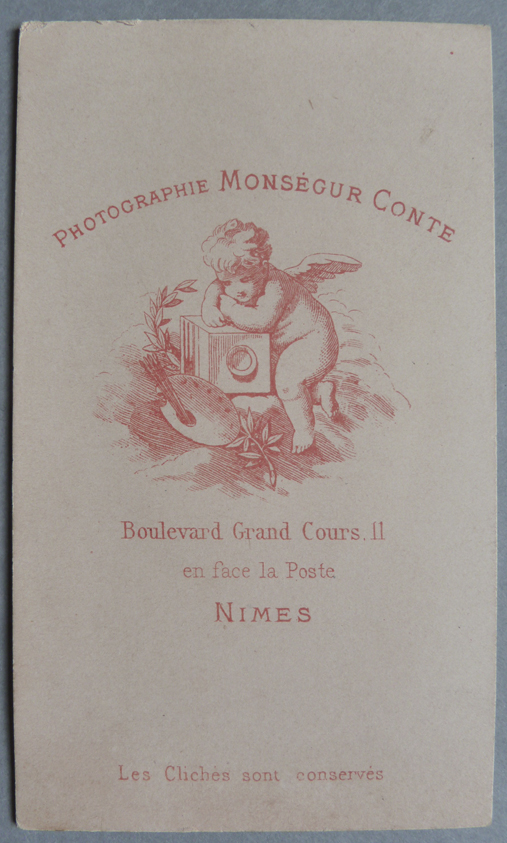 PHOTOGRAPHIE MONSÉGUR CONTE
Boulevard Grand Cours, 11
en face la Poste
NIMES
Les Clichés sont conservés